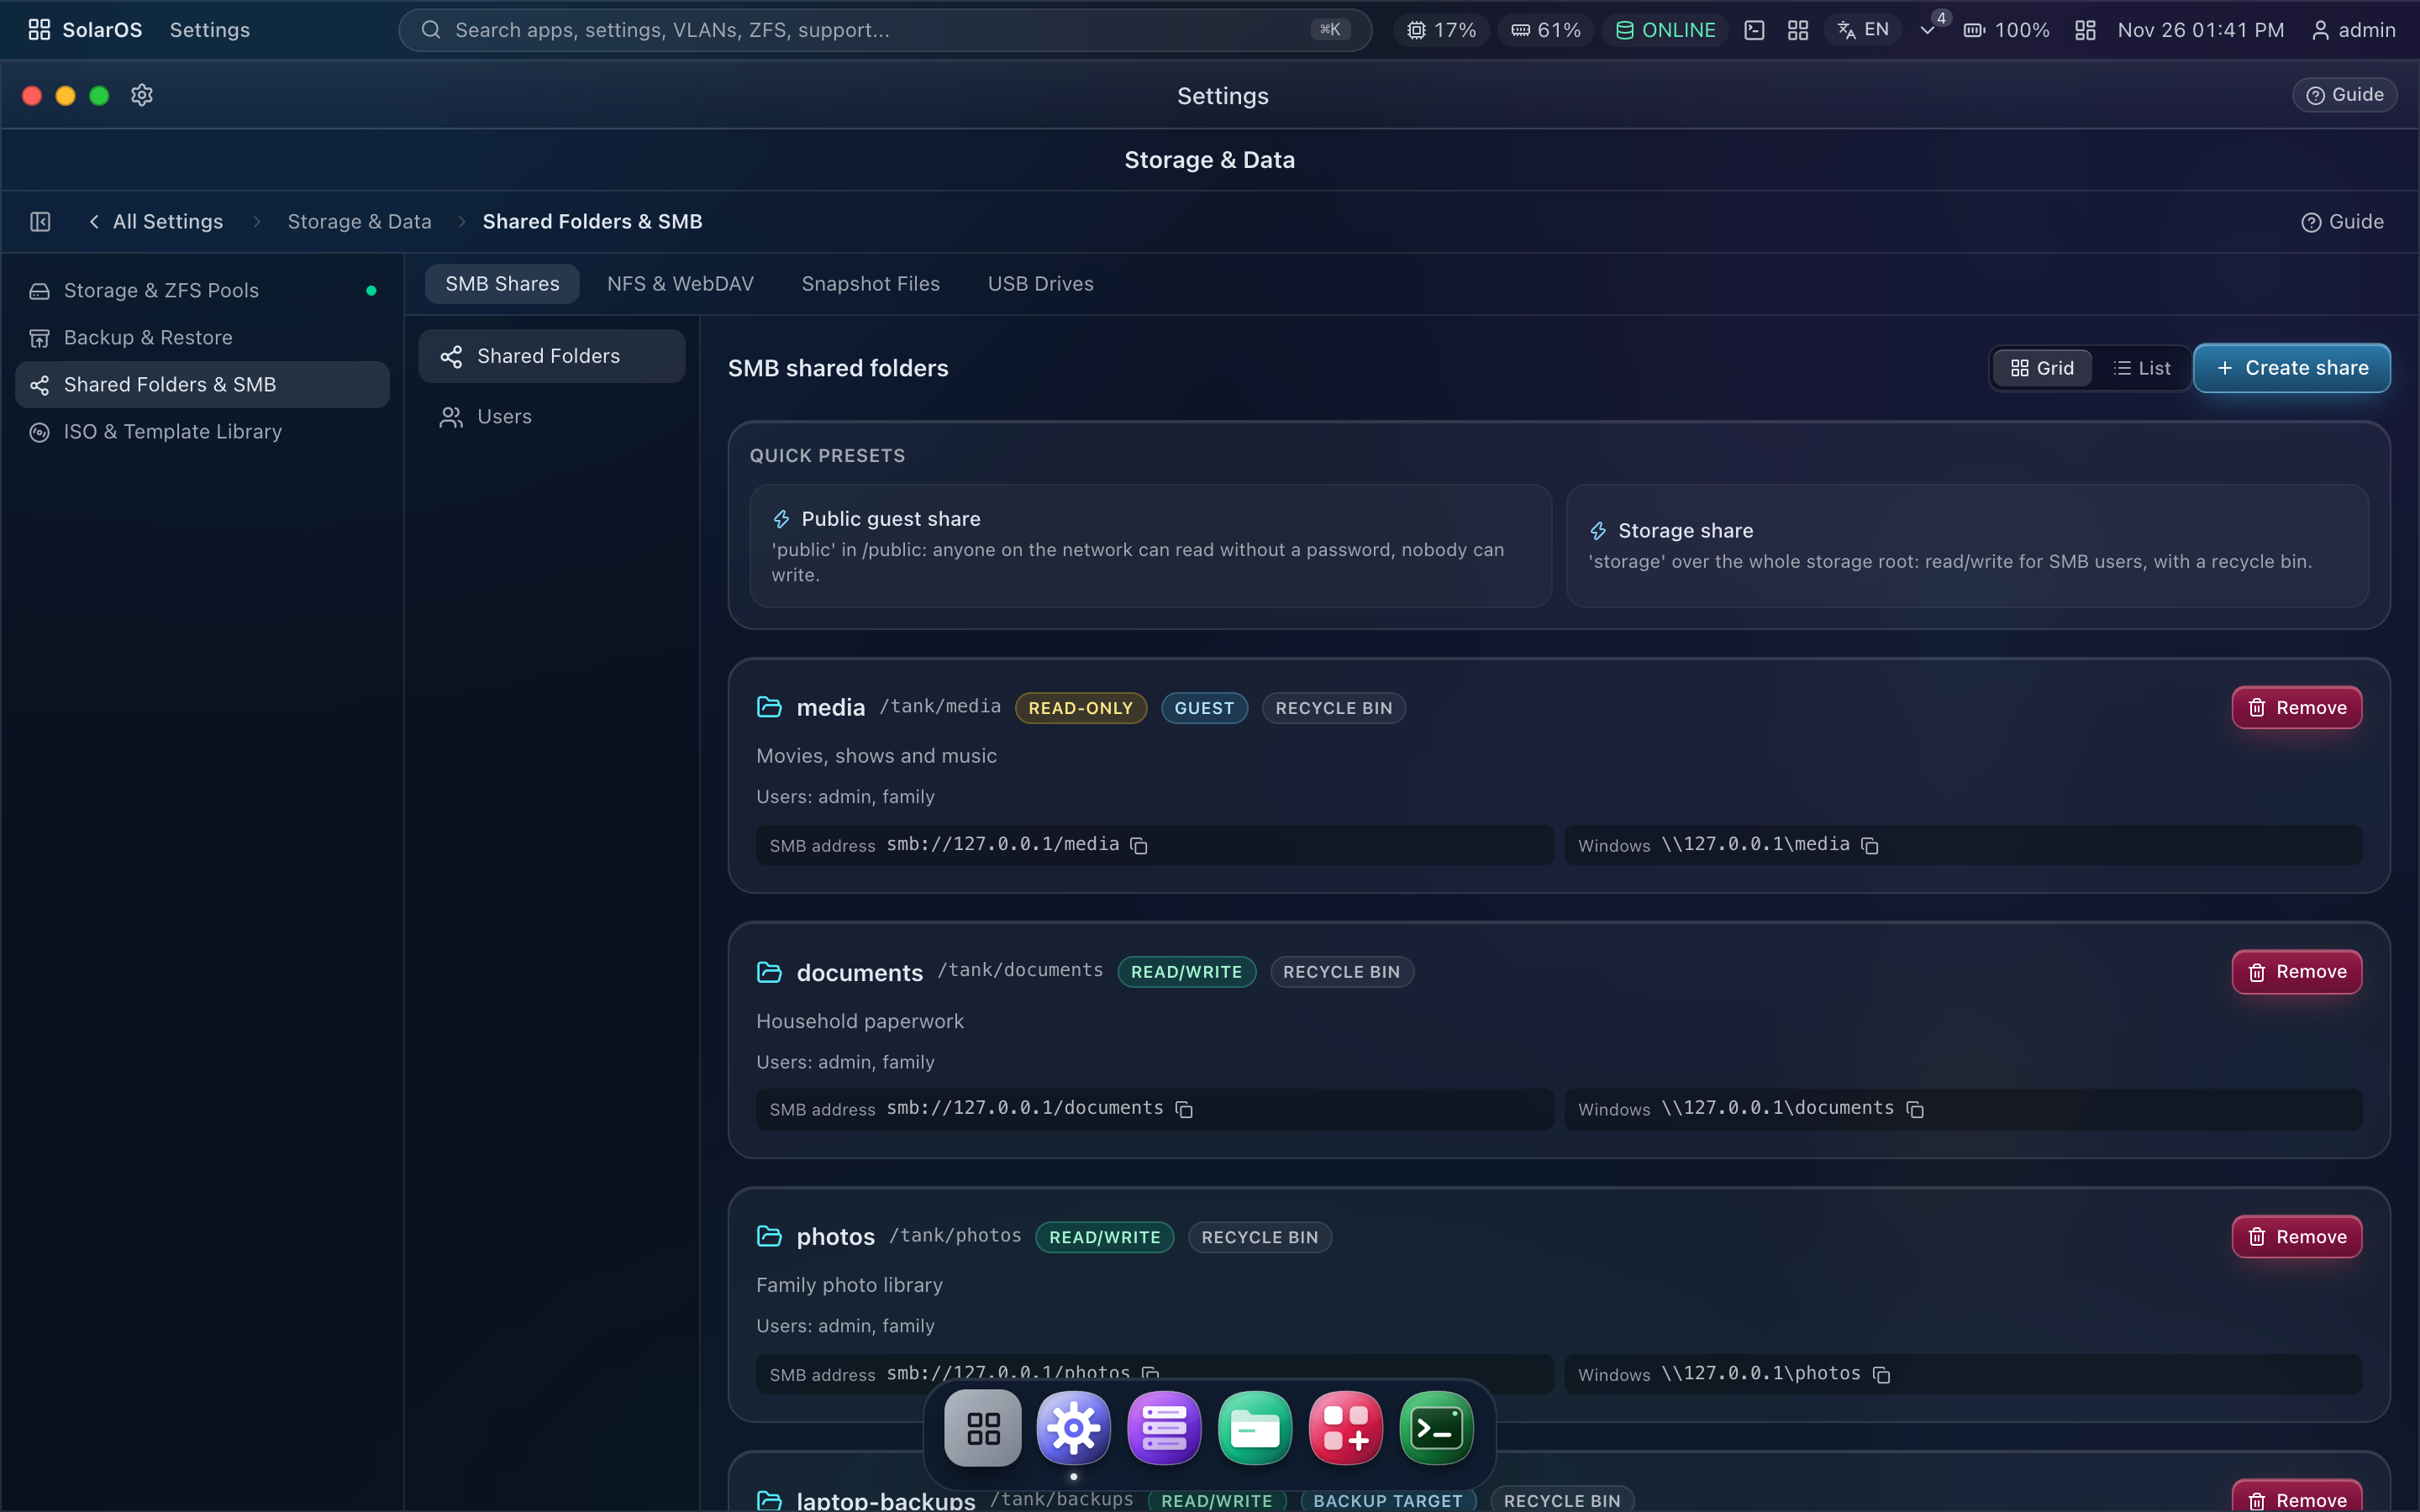 SolarOS Settings Search apps, settings, VLANs, ZFS, support... ⌘K 17% 61% ONLINE EN 4 100% Nov 26 01:41 PM admin
Settings Guide
Storage & Data
All Settings Storage & Data Shared Folders & SMB Guide
Storage & ZFS Pools
Backup & Restore
Shared Folders & SMB
ISO & Template Library
SMB Shares NFS & WebDAV Snapshot Files USB Drives
Shared Folders
Users
SMB shared folders Grid List Create share
QUICK PRESETS
Public guest share
'public' in /public: anyone on the network can read without a password, nobody can
write.
Storage share
'storage' over the whole storage root: read/write for SMB users, with a recycle bin.
media /tank/media READ-ONLY GUEST RECYCLE BIN Remove
Movies, shows and music
Users: admin, family
SMB address smb://127.0.0.1/media Windows \\127.0.0.1\media
documents /tank/documents READ/WRITE RECYCLE BIN Remove
Household paperwork
Users: admin, family
SMB address smb://127.0.0.1/documents Windows \\127.0.0.1\documents
photos /tank/photos READ/WRITE RECYCLE BIN Remove
Family photo library
Users: admin, family
SMB address smb://127.0.0.1/photos Windows \\127.0.0.1\photos
laptop-backups /tank/backups READ/WRITE BACKUP TARGET RECYCLE BIN Remove